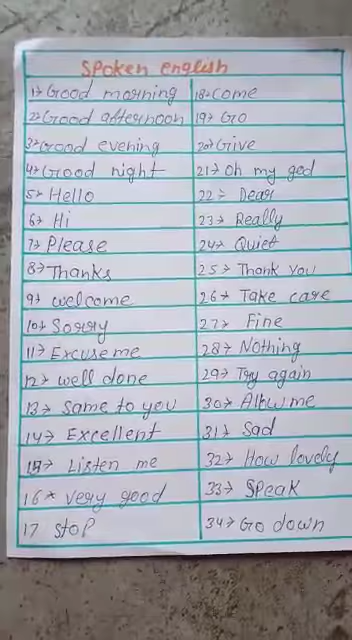 Spoken english
1→ Good morning
2→ Good afternoon
3→ Good evening
4→ Good night
5→ Hello
6→ Hi
7→ Please
8→ Thanks
9→ welcome
10→ Sorry
11→ Excuse me
12→ well done
13→ Same to you
14→ Excellent
15→ Listen me
16→ very good
17 Stop
18→ Come
19→ Go
20→ Give
21→ Oh my god
22→ Dear
23→ Really
24→ Quiet
25→ Thank you
26→ Take care
27→ Fine
28→ Nothing
29→ Try again
30→ Allow me
31→ Sad
32→ How lovely
33→ Speak
34→ Go down